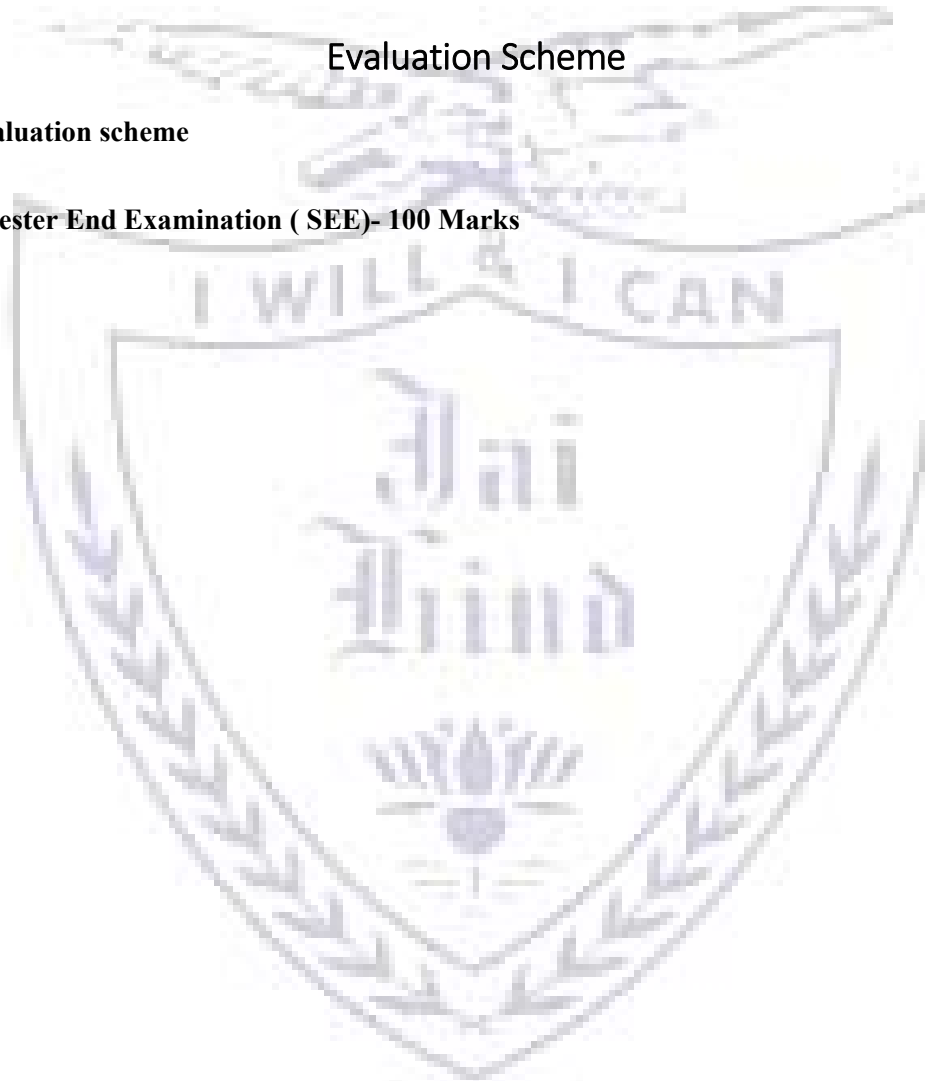 Evaluation Scheme
aluation scheme
ester End Examination ( SEE)- 100 Marks
I WILL & I CAN
Jai
Hind